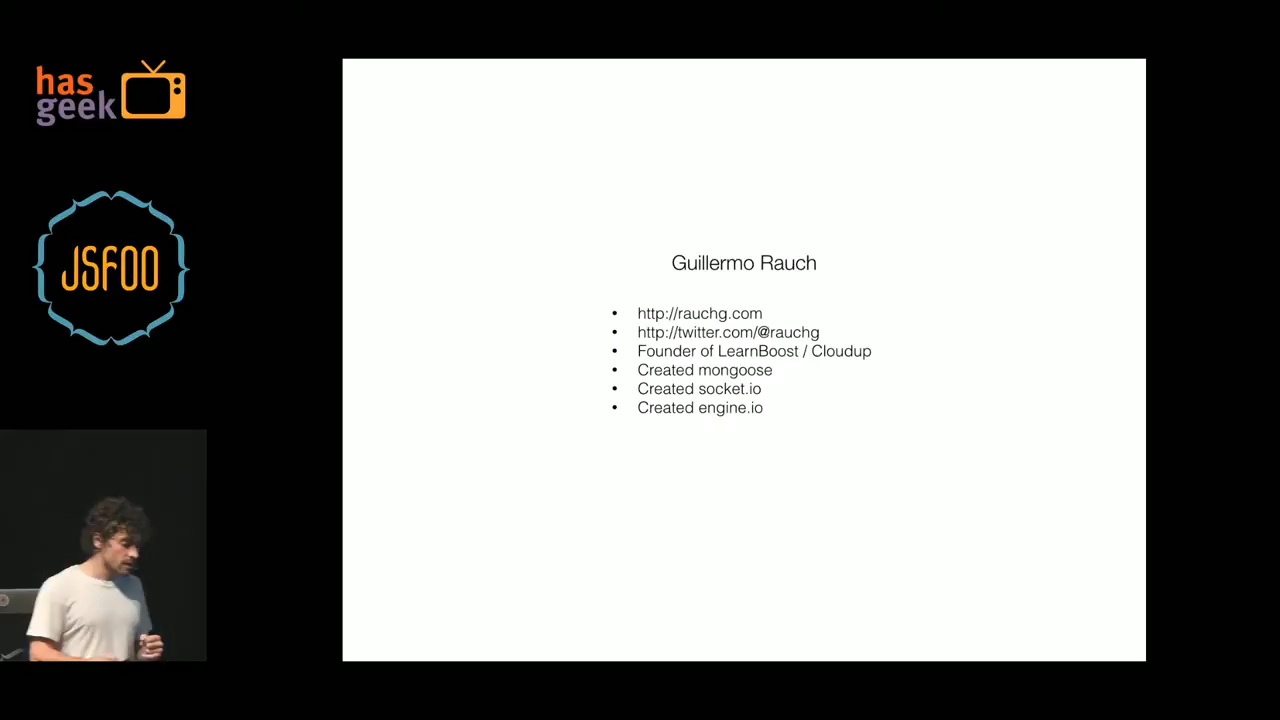 has
geek
JSFOO
Guillermo Rauch
• http://rauchg.com
• http://twitter.com/@rauchg
• Founder of LearnBoost / Cloudup
• Created mongoose
• Created socket.io
• Created engine.io